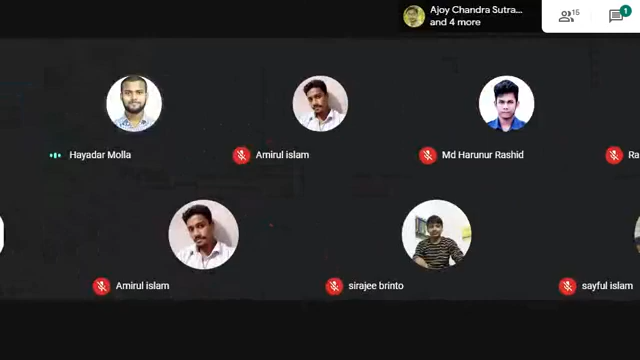 Ajoy Chandra Sutra...
and 4 more
15
1
Hayadar Molla
Amirul islam
Md Harunur Rashid
Ra
Amirul islam
sirajee brinto
sayful islam